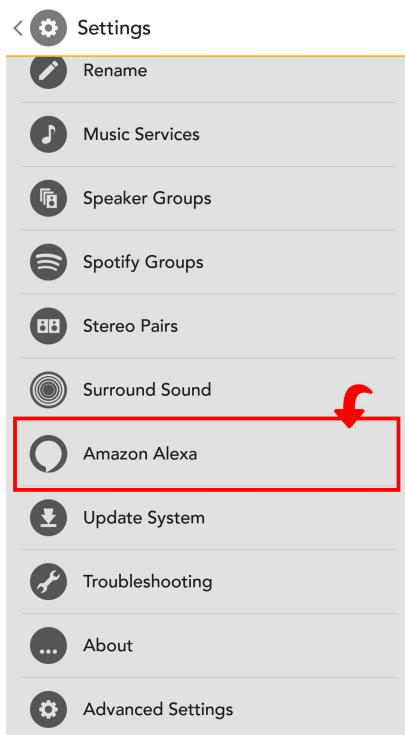 Settings
Rename
Music Services
Speaker Groups
Spotify Groups
Stereo Pairs
Surround Sound
Amazon Alexa
Update System
Troubleshooting
About
Advanced Settings